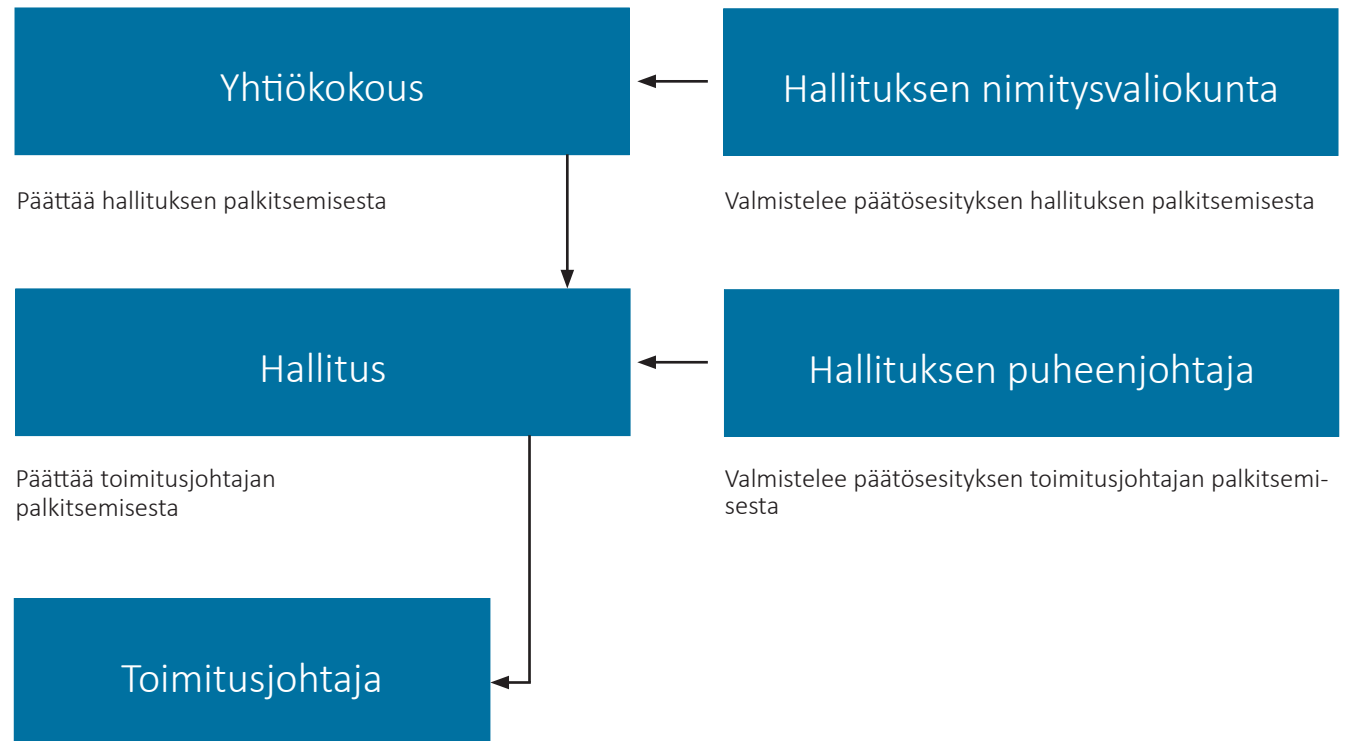 Yhtiökokous
Hallituksen nimitysvaliokunta
Päättää hallituksen palkitsemisesta
Valmistelee päätösesityksen hallituksen palkitsemisesta
Hallitus
Hallituksen puheenjohtaja
Päättää toimitusjohtajan
palkitsemisesta
Valmistelee päätösesityksen toimitusjohtajan palkitsemi-
sesta
Toimitusjohtaja